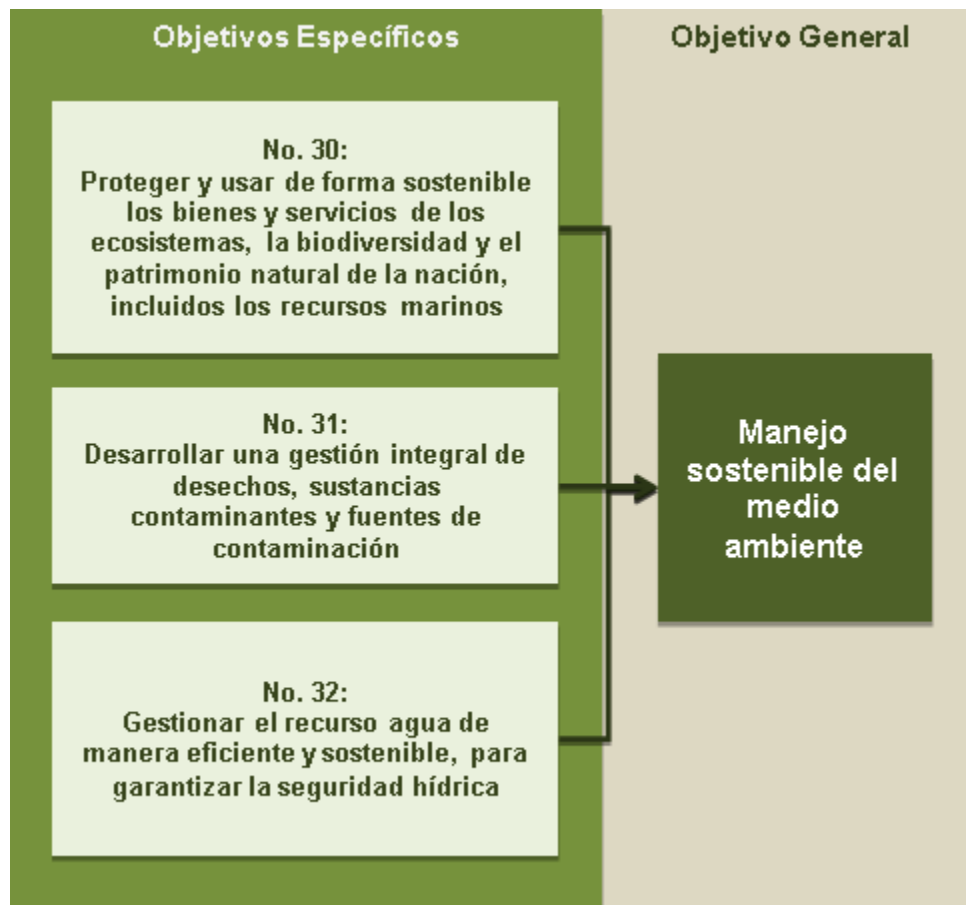 Objetivos Específicos
Objetivo General
No. 30:
Proteger y usar de forma sostenible
los bienes y servicios de los
ecosistemas, la biodiversidad y el
patrimonio natural de la nación,
incluidos los recursos marinos
No. 31:
Desarrollar una gestión integral de
desechos, sustancias
contaminantes y fuentes de
contaminación
No. 32:
Gestionar el recurso agua de
manera eficiente y sostenible, para
garantizar la seguridad hídrica
Manejo
sostenible del
medio
ambiente